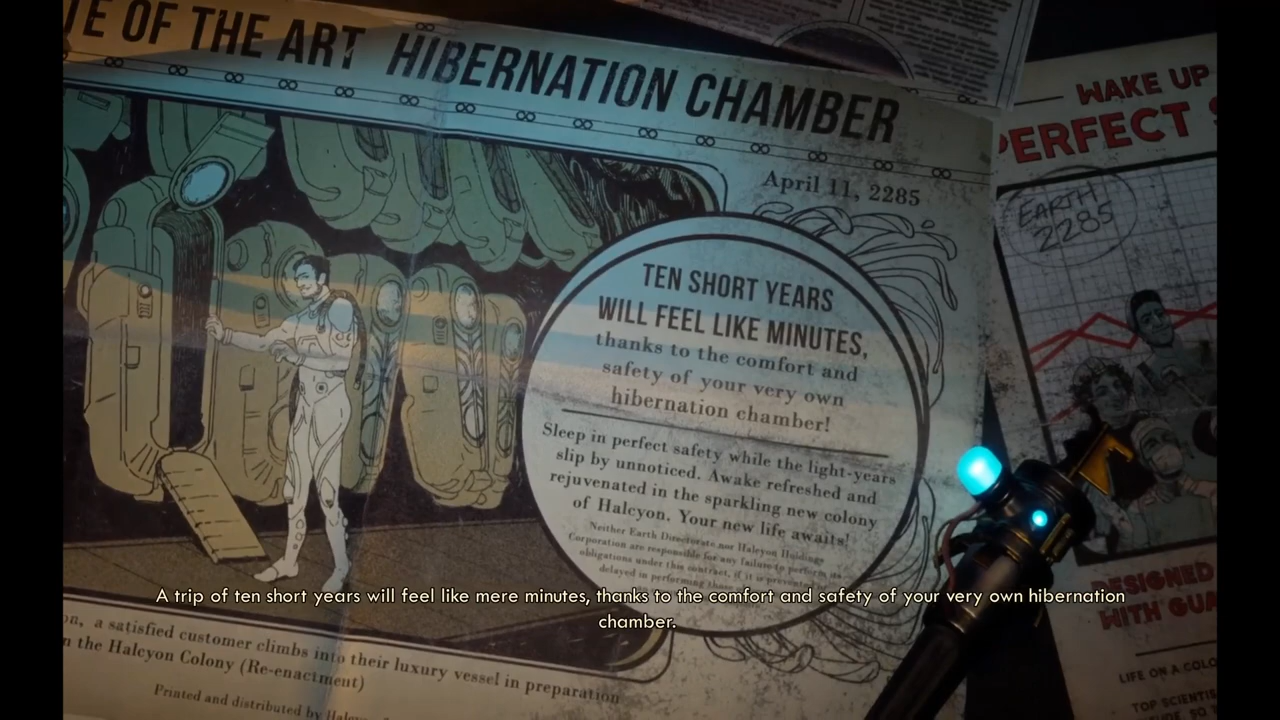 TE OF THE ART HIBERNATION CHAMBER
April 11, 2285
TEN SHORT YEARS
WILL FEEL LIKE MINUTES,
thanks to the comfort and
safety of your very own
hibernation chamber!
Sleep in perfect safety while the light-years
slip by unnoticed. Awake refreshed and
rejuvenated in the sparkling new colony
of Halcyon. Your new life awaits!
Neither Earth Directorate nor Halcyon Holdings
Corporation are responsible for any failure to perform its
obligations under this contract, if it is prevented
delayed in performing those
on, a satisfied customer climbs into their luxury vessel in preparation
n the Halcyon Colony (Re-enactment)
Printed and distributed by
WAKE UP
PERFECT
EARTH
2285
DESIGNED
WITH
LIFE ON A
TOP
A trip of ten short years will feel like mere minutes, thanks to the comfort and safety of your very own hibernation
chamber.